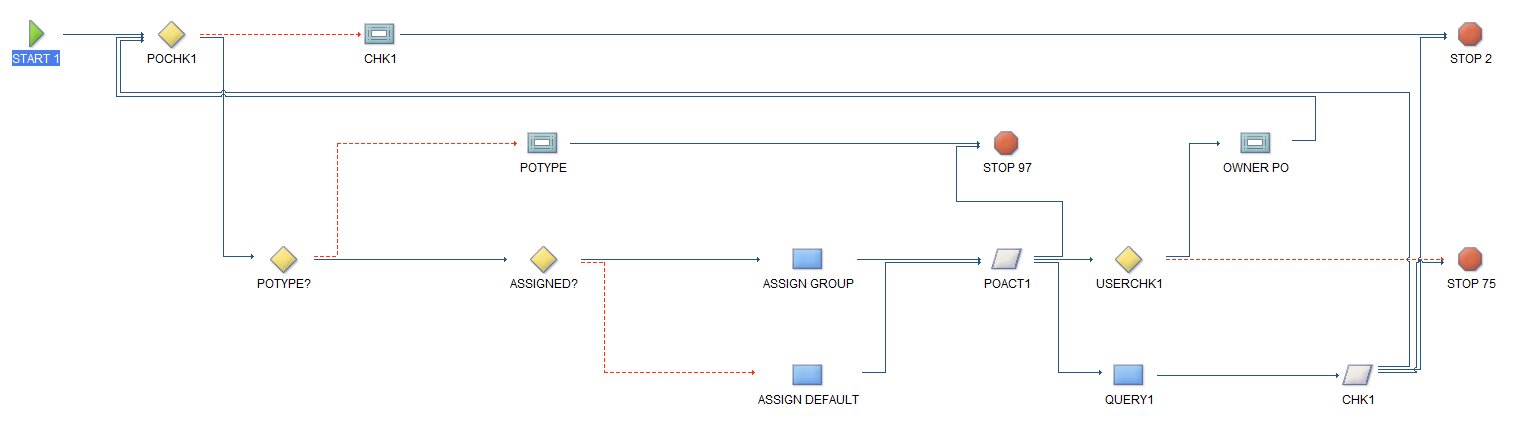 START 1
POCHK1
CHK1
STOP 2
POTYPE
STOP 97
OWNER PO
POTYPE?
ASSIGNED?
ASSIGN GROUP
POACT1
USERCHK1
STOP 75
ASSIGN DEFAULT
QUERY1
CHK1